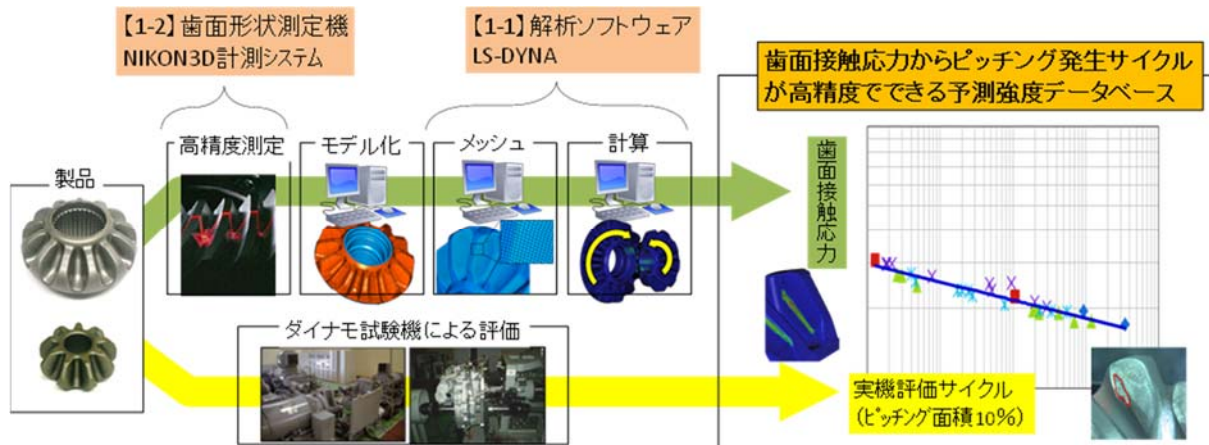 【1-2】歯面形状測定機
NIKON3D計測システム
【1-1】解析ソフトウェア
LS-DYNA
歯面接触応力からピッチング発生サイクル
が高精度でできる予測強度データベース
製品
高精度測定
モデル化
メッシュ
計算
歯面接触応力
ダイナモ試験機による評価
実機評価サイクル
(ピッチング面積10%)